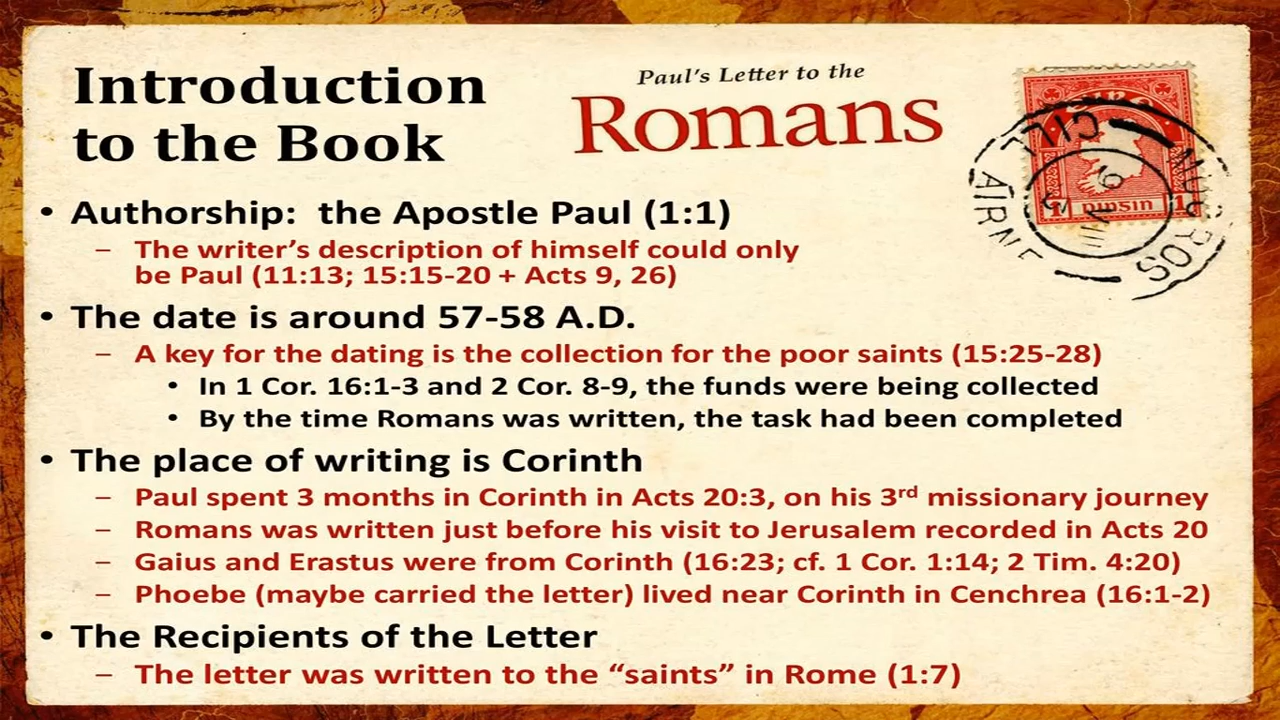 Introduction
to the Book
Paul's Letter to the
Romans
• Authorship:  the Apostle Paul (1:1)
– The writer's description of himself could only
be Paul (11:13; 15:15-20 + Acts 9, 26)
• The date is around 57-58 A.D.
– A key for the dating is the collection for the poor saints (15:25-28)
• In 1 Cor. 16:1-3 and 2 Cor. 8-9, the funds were being collected
• By the time Romans was written, the task had been completed
• The place of writing is Corinth
– Paul spent 3 months in Corinth in Acts 20:3, on his 3rd missionary journey
– Romans was written just before his visit to Jerusalem recorded in Acts 20
– Gaius and Erastus were from Corinth (16:23; cf. 1 Cor. 1:14; 2 Tim. 4:20)
– Phoebe (maybe carried the letter) lived near Corinth in Cenchrea (16:1-2)
• The Recipients of the Letter
– The letter was written to the “saints” in Rome (1:7)